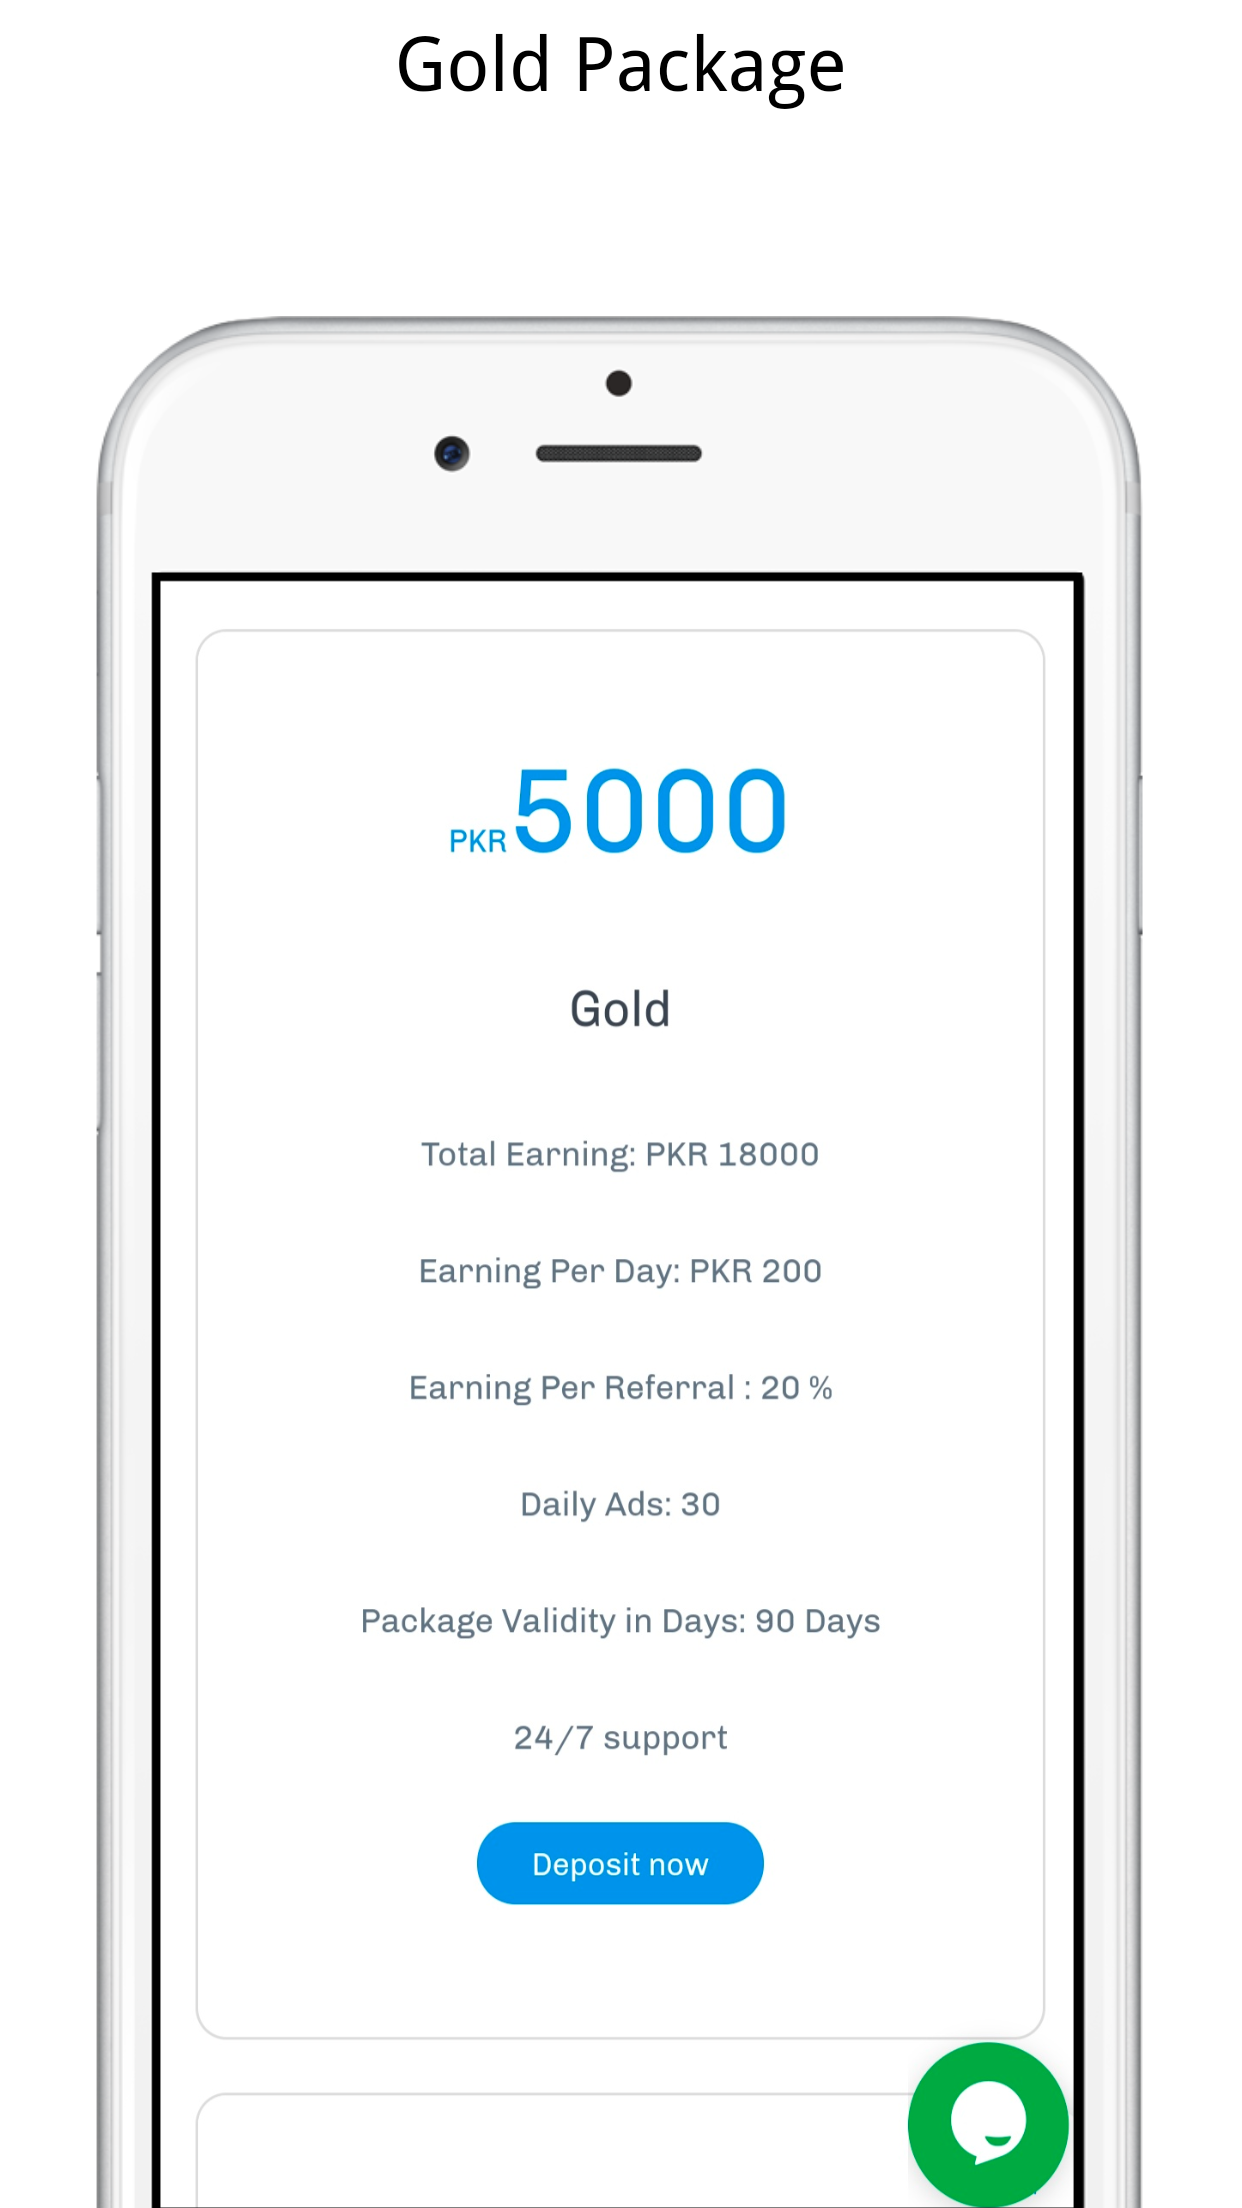 Gold Package
PKR 5000
Gold
Total Earning: PKR 18000
Earning Per Day: PKR 200
Earning Per Referral : 20 %
Daily Ads: 30
Package Validity in Days: 90 Days
24/7 support
Deposit now